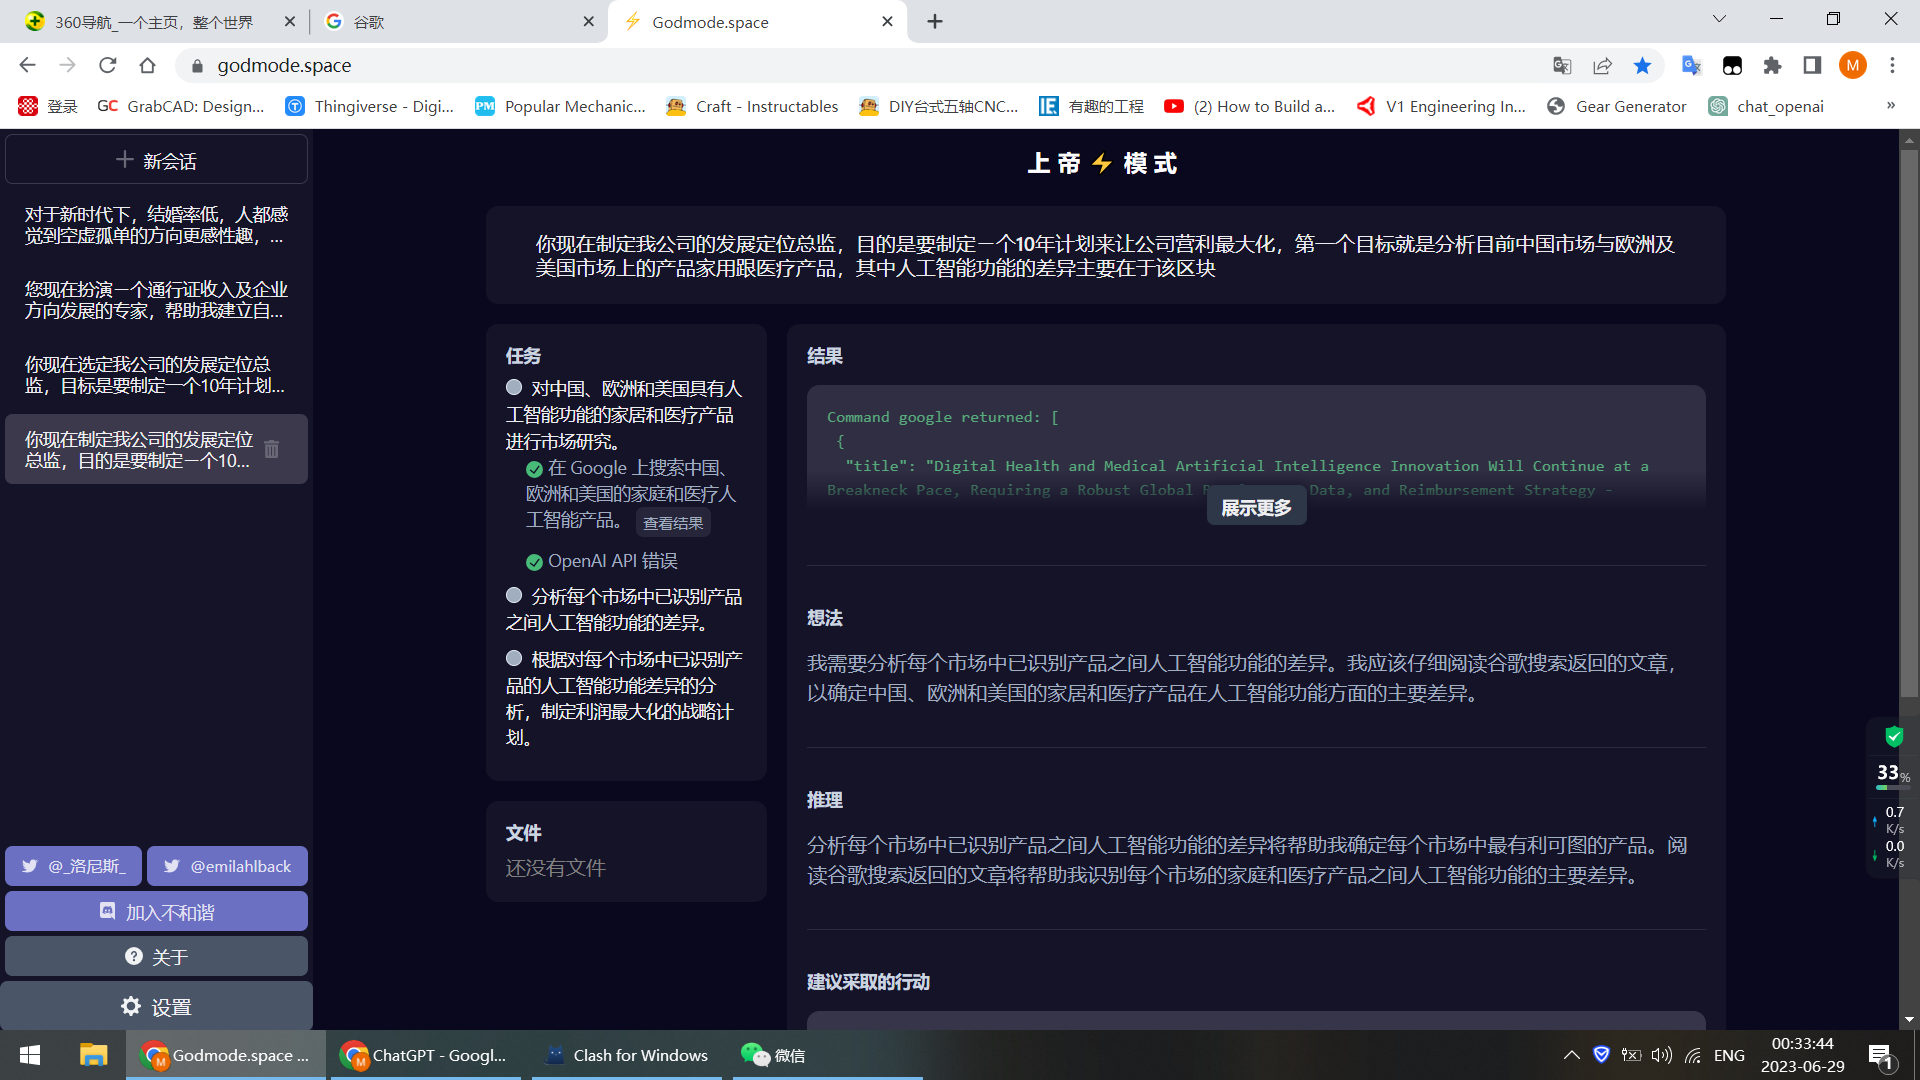 360导航_一个主页，整个世界
谷歌
Godmode.space
godmode.space
登录
GrabCAD: Design...
Thingiverse - Digi...
Popular Mechanic...
Craft - Instructables
DIY台式五轴CNC...
有趣的工程
(2) How to Build a...
V1 Engineering In...
Gear Generator
chat_openai
»
新会话
对于新时代下，结婚率低，人都感
觉到空虚孤单的方向更感性趣，...
您现在扮演一个通行证收入及企业
方向发展的专家，帮助我建立自...
你现在选定我公司的发展定位总
监，目标是要制定一个10年计划...
你现在制定我公司的发展定位
总监，目的是要制定一个10...
@_洛尼斯_
@emilahlback
加入不和谐
关于
设置
上帝⚡模式
你现在制定我公司的发展定位总监，目的是要制定一个10年计划来让公司营利最大化，第一个目标就是分析目前中国市场与欧洲及
美国市场上的产品家用跟医疗产品，其中人工智能功能的差异主要在于该区块
任务
对中国、欧洲和美国具有人
工智能功能的家居和医疗产品
进行市场研究。
在 Google 上搜索中国、
欧洲和美国的家庭和医疗人
工智能产品。 查看结果
OpenAI API 错误
分析每个市场中已识别产品
之间人工智能功能的差异。
根据对每个市场中已识别产
品的人工智能功能差异的分
析，制定利润最大化的战略计
划。
文件
还没有文件
结果
Command google returned: [
{
"title": "Digital Health and Medical Artificial Intelligence Innovation Will Continue at a
Breakneck Pace, Requiring a Robust Global Data, and Reimbursement Strategy -
展示更多
想法
我需要分析每个市场中已识别产品之间人工智能功能的差异。我应该仔细阅读谷歌搜索返回的文章，
以确定中国、欧洲和美国的家居和医疗产品在人工智能功能方面的主要差异。
推理
分析每个市场中已识别产品之间人工智能功能的差异将帮助我确定每个市场中最有利可图的产品。阅
读谷歌搜索返回的文章将帮助我识别每个市场的家庭和医疗产品之间人工智能功能的主要差异。
建议采取的行动
33%
0.7
K/s
0.0
K/s
Godmode.space ...
ChatGPT - Googl...
Clash for Windows
微信
ENG
00:33:44
2023-06-29
1